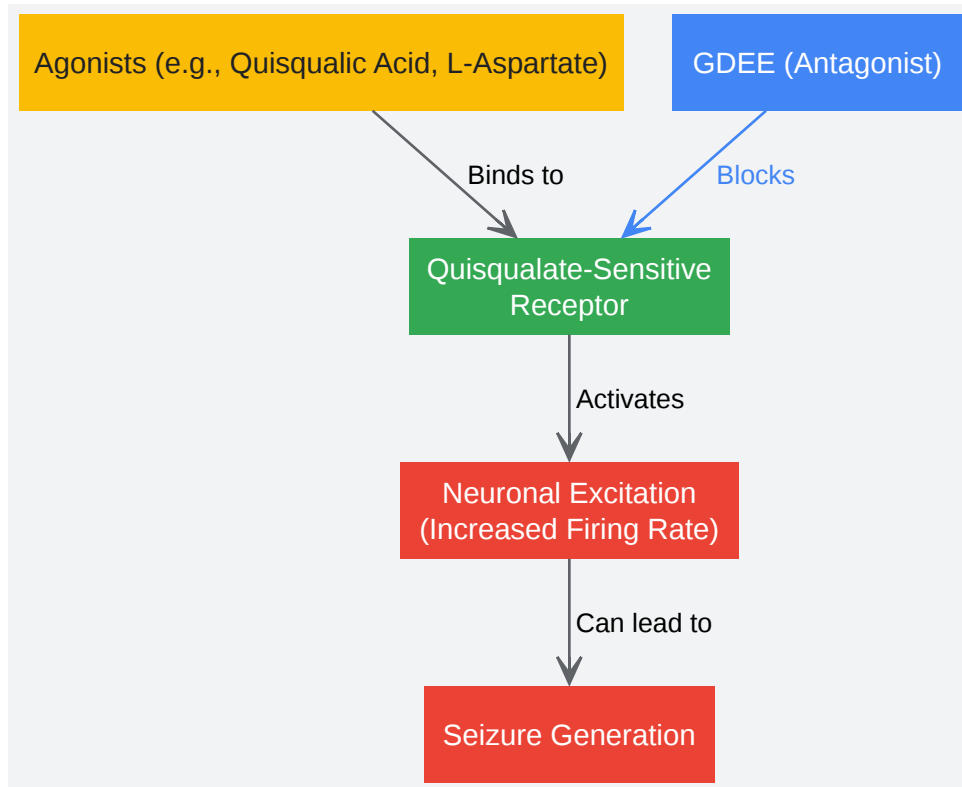 Agonists (e.g., Quisqualic Acid, L-Aspartate)
GDEE (Antagonist)
Binds to
Blocks
Quisqualate-Sensitive
Receptor
Activates
Neuronal Excitation
(Increased Firing Rate)
Can lead to
Seizure Generation